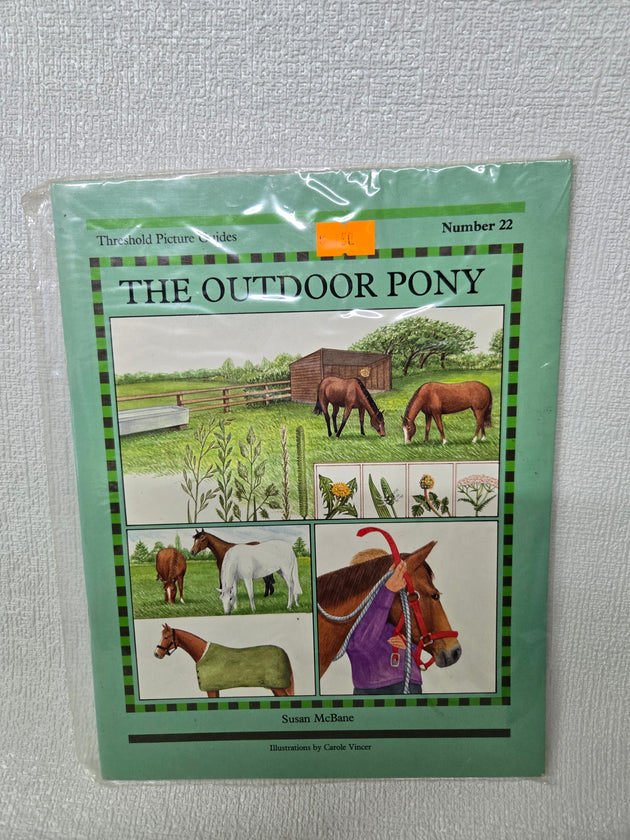 Threshold Picture Guides
Number 22
THE OUTDOOR PONY
Susan McBane
Illustrations by Carole Vincer